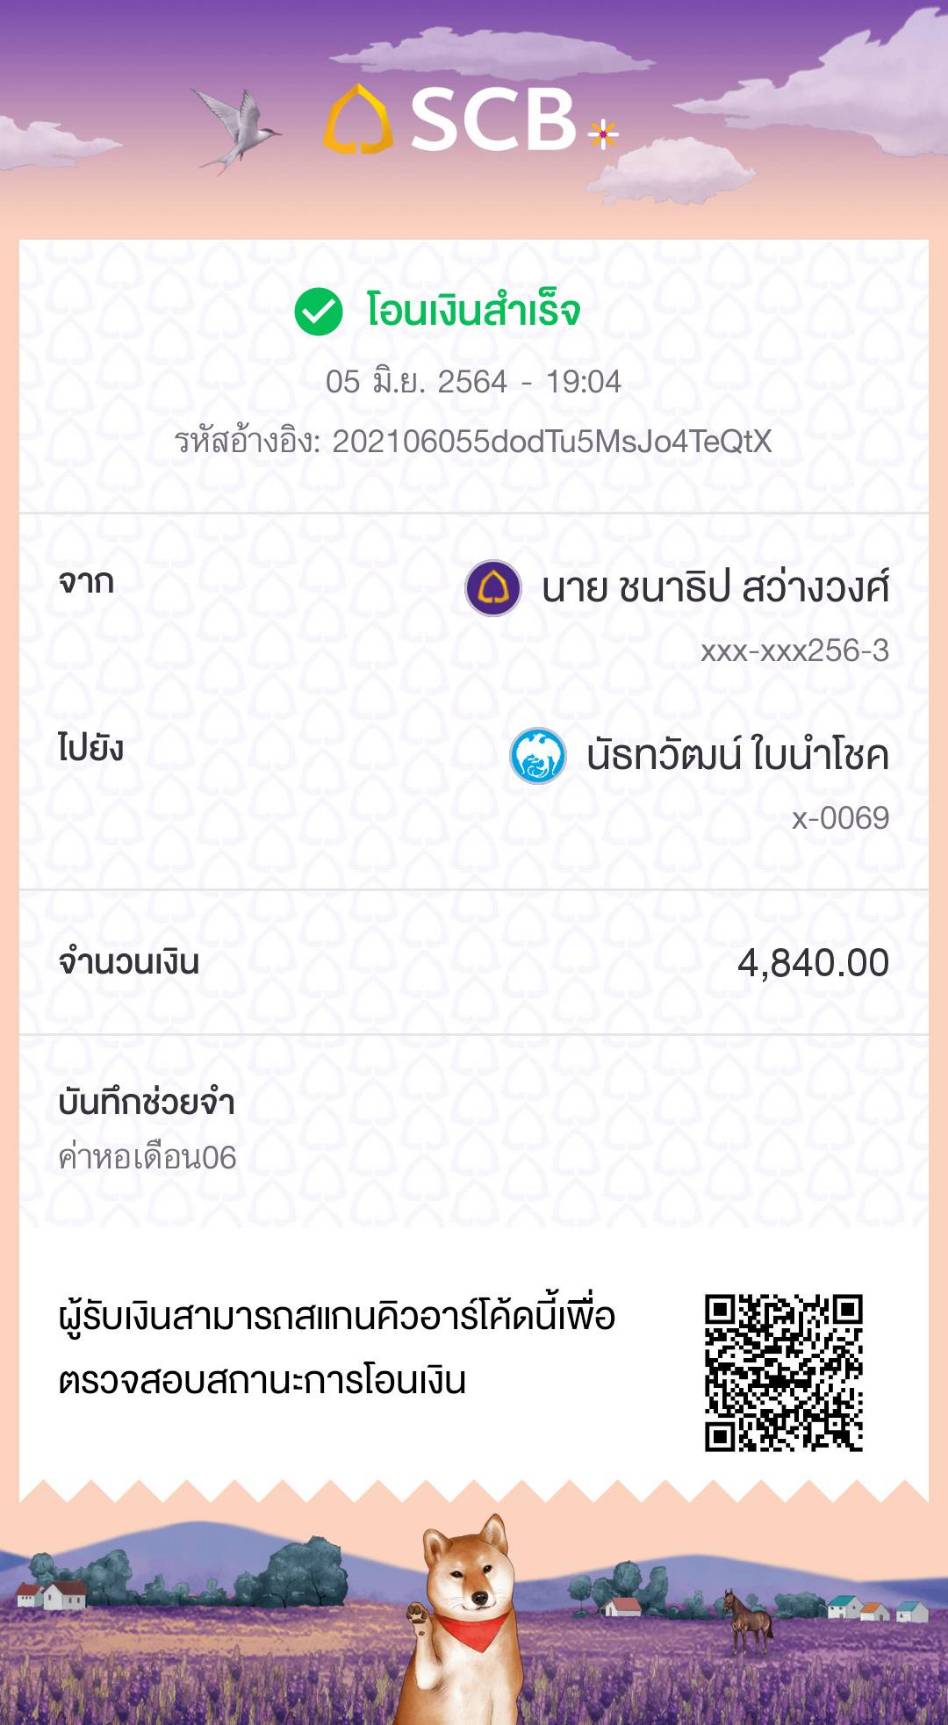 SCB
โอนเงินสำเร็จ
05 มิ.ย. 2564 - 19:04
รหัสอ้างอิง: 202106055dodTu5MsJo4TeQtX
จาก
นาย ชนาธิป สว่างวงศ์
xxx-xxx256-3
ไปยัง
นัธทวัฒน์ ใบนำโชค
x-0069
จำนวนเงิน
4,840.00
บันทึกช่วยจำ
ค่าหอเดือน06
ผู้รับเงินสามารถสแกนคิวอาร์โค้ดนี้เพื่อ
ตรวจสอบสถานะการโอนเงิน